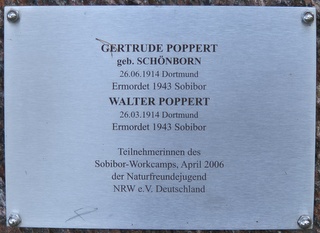 GERTRUDE POPPERT
geb. SCHÖNBORN
26.06.1914 Dortmund
Ermordet 1943 Sobibor
WALTER POPPERT
26.03.1914 Dortmund
Ermordet 1943 Sobibor
Teilnehmerinnen des
Sobibor-Workcamps, April 2006
der Naturfreundejugend
NRW e.V. Deutschland